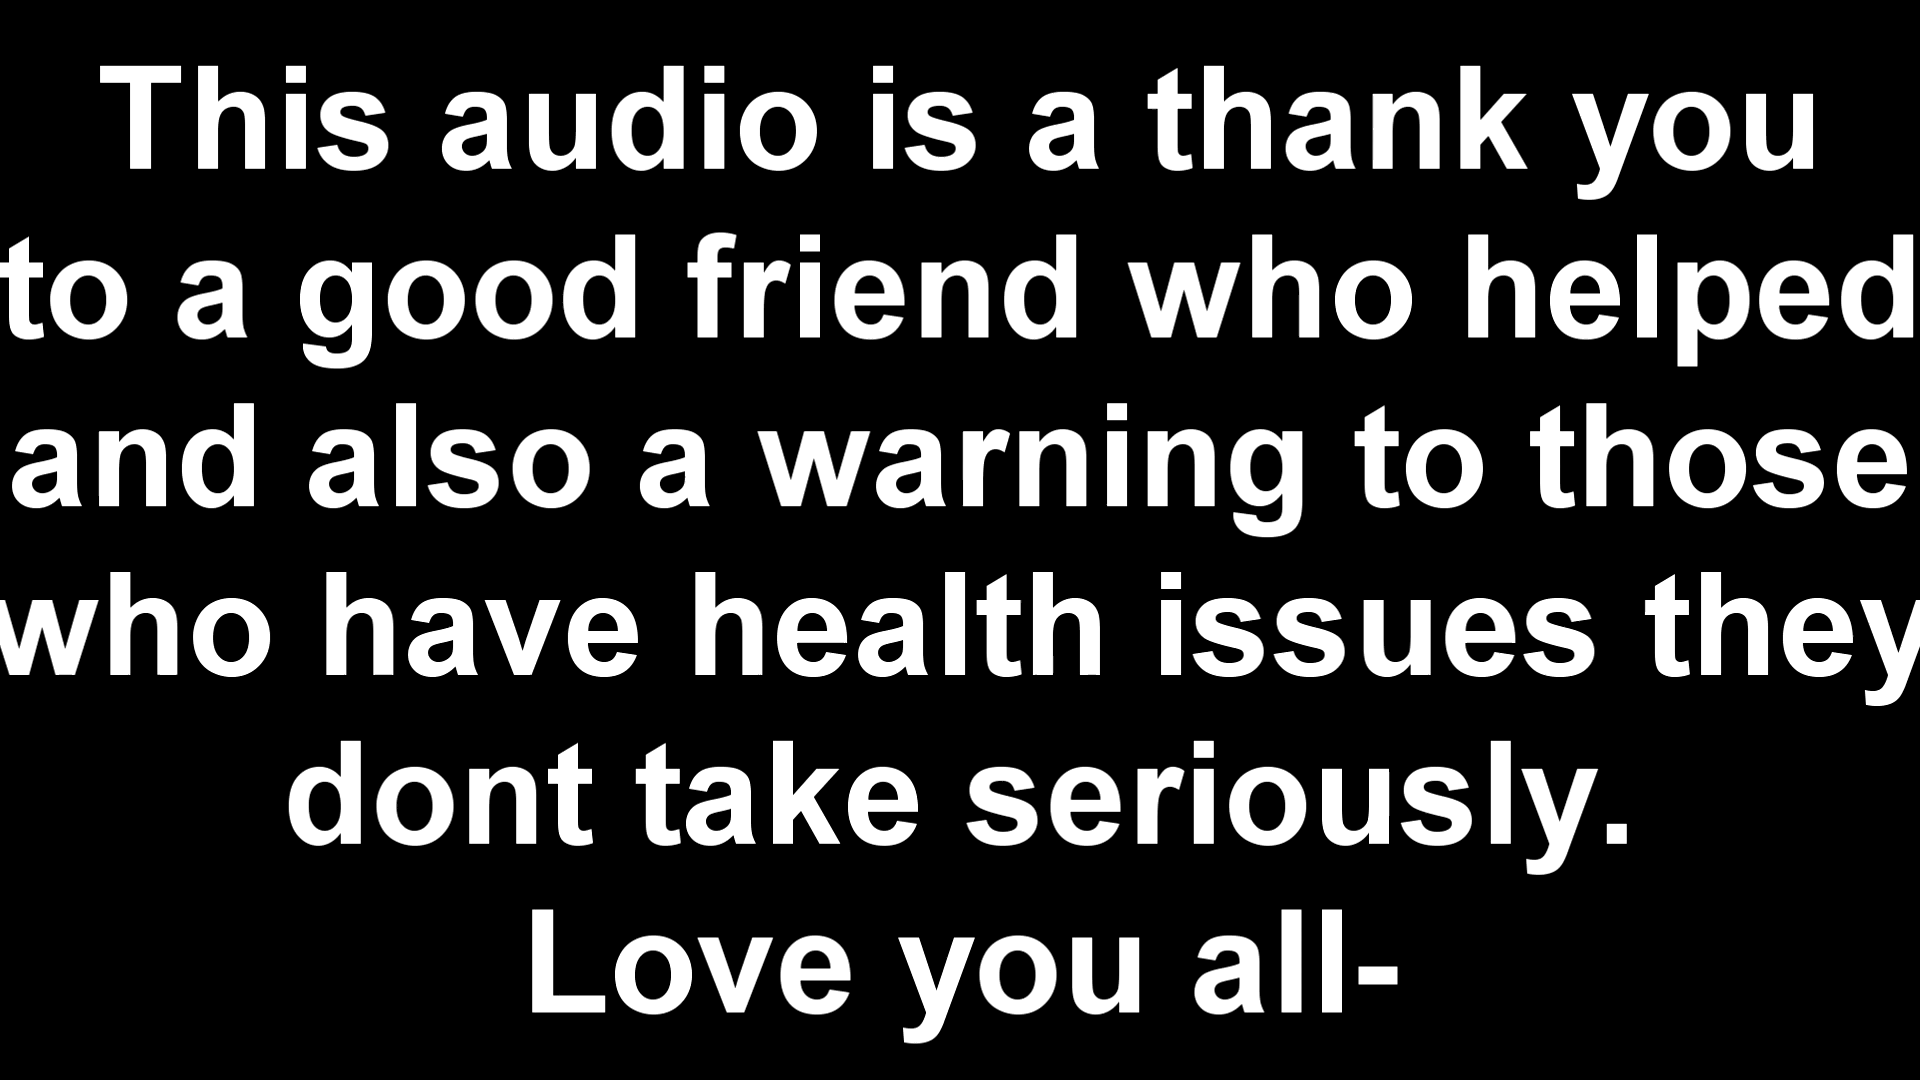 This audio is a thank you
to a good friend who helped
and also a warning to those
who have health issues they
dont take seriously.
Love you all-